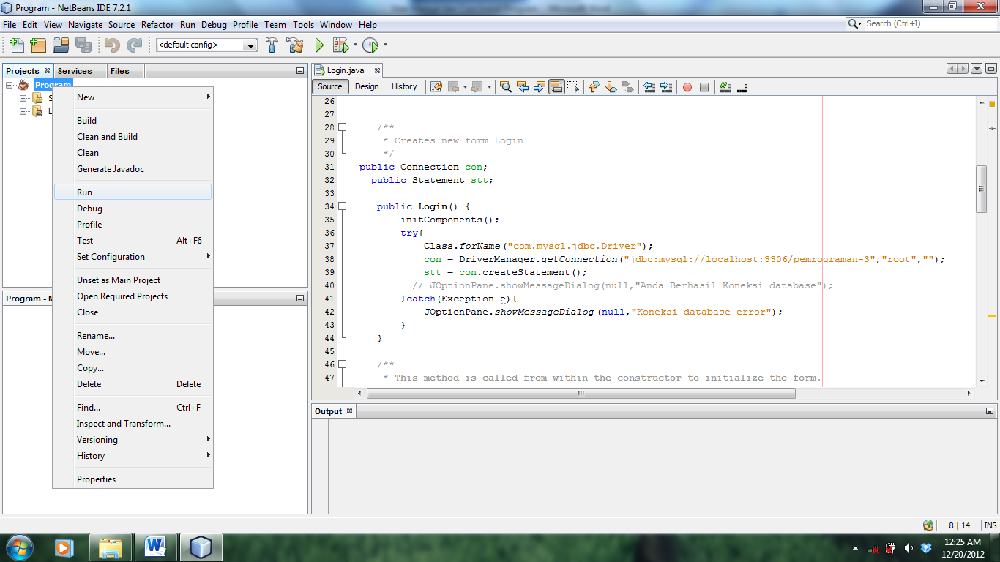 Program - NetBeans IDE 7.2.1
File Edit View Navigate Source Refactor Run Debug Profile Team Tools Window Help
Search (Ctrl+I)
<default config>
Projects Services Files
Program
S
L
New
Build
Clean and Build
Clean
Generate Javadoc
Run
Debug
Profile
Test Alt+F6
Set Configuration
Unset as Main Project
Open Required Projects
Close
Rename...
Move...
Copy...
Delete Delete
Find... Ctrl+F
Inspect and Transform...
Versioning
History
Properties
Program - N
Login.java
Source Design History
26
27
28 /**
29 * Creates new form Login
30 */
31 public Connection con;
32 public Statement stt;
33
34 public Login() {
35 initComponents();
36 try{
37 Class.forName("com.mysql.jdbc.Driver");
38 con = DriverManager.getConnection("jdbc:mysql://localhost:3306/pemrograman-3","root","");
39 stt = con.createStatement();
40 // JOptionPane.showMessageDialog(null,"Anda Berhasil Koneksi database");
41 }catch(Exception e){
42 JOptionPane.showMessageDialog(null,"Koneksi database error");
43 }
44 }
45
46 /**
47 * This method is called from within the constructor to initialize the form.
Output
8 | 14 INS
12:25 AM
12/20/2012